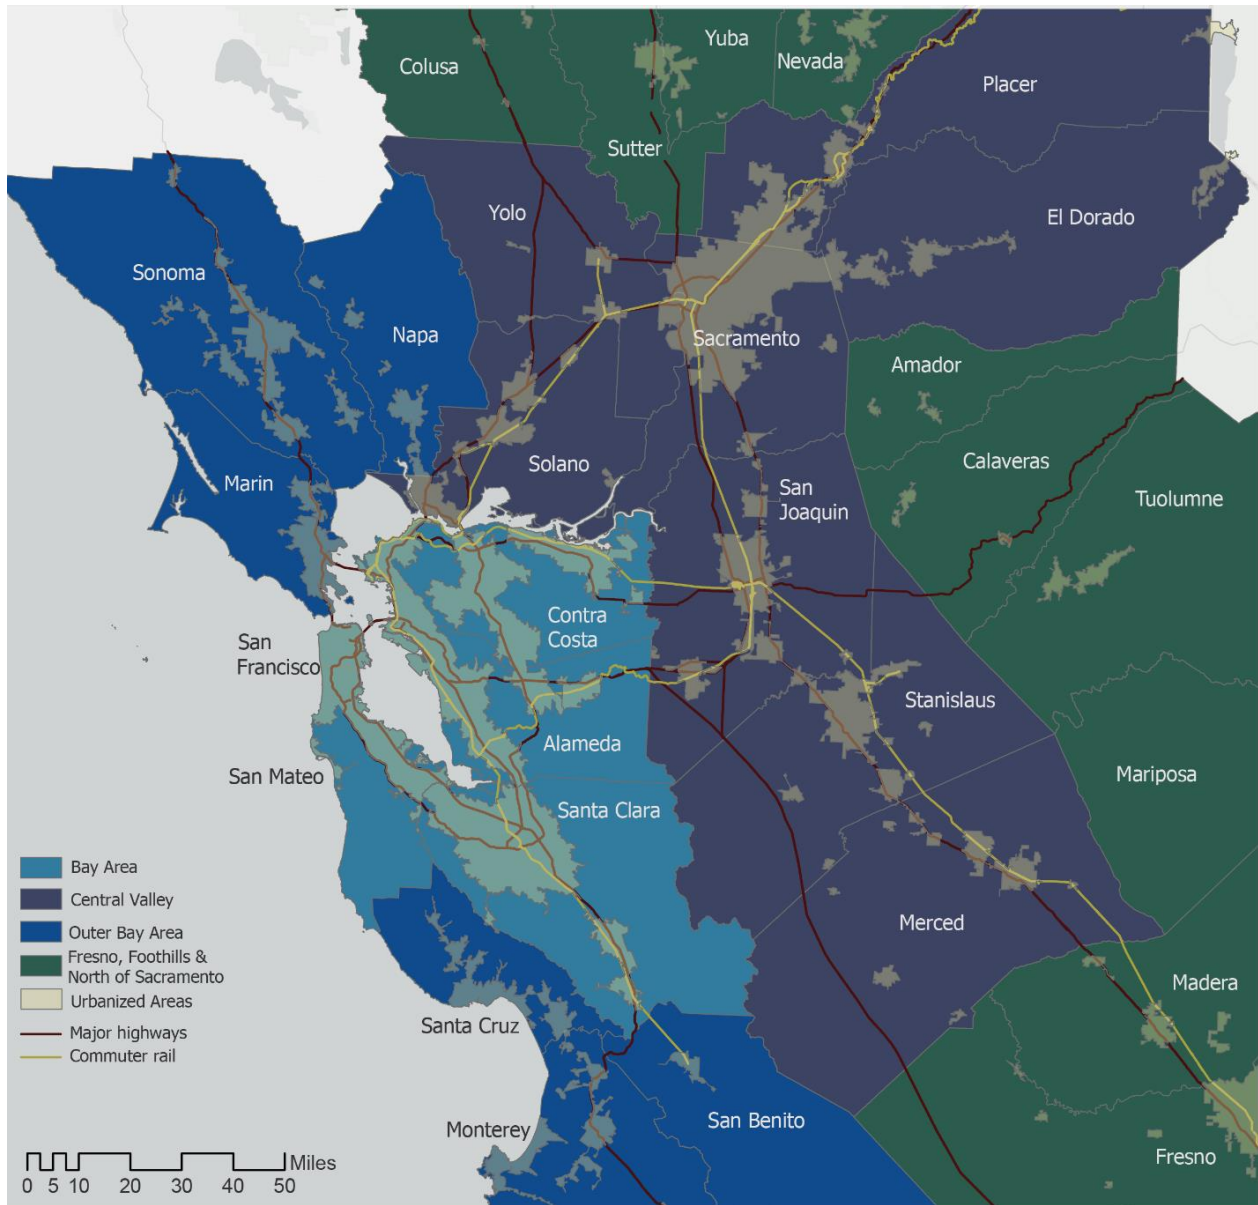 Yuba
Colusa
Nevada
Placer
Sutter
Yolo
El Dorado
Sonoma
Napa
Sacramento
Amador
Solano
Calaveras
Marin
San
Joaquin
Tuolumne
Contra
Costa
San
Francisco
Stanislaus
Alameda
San Mateo
Mariposa
Santa Clara
Bay Area
Central Valley
Outer Bay Area
Fresno, Foothills &
North of Sacramento
Urbanized Areas
Major highways
Commuter rail
Merced
Madera
Santa Cruz
Monterey
San Benito
Fresno
Miles
0 5 10 20 30 40 50